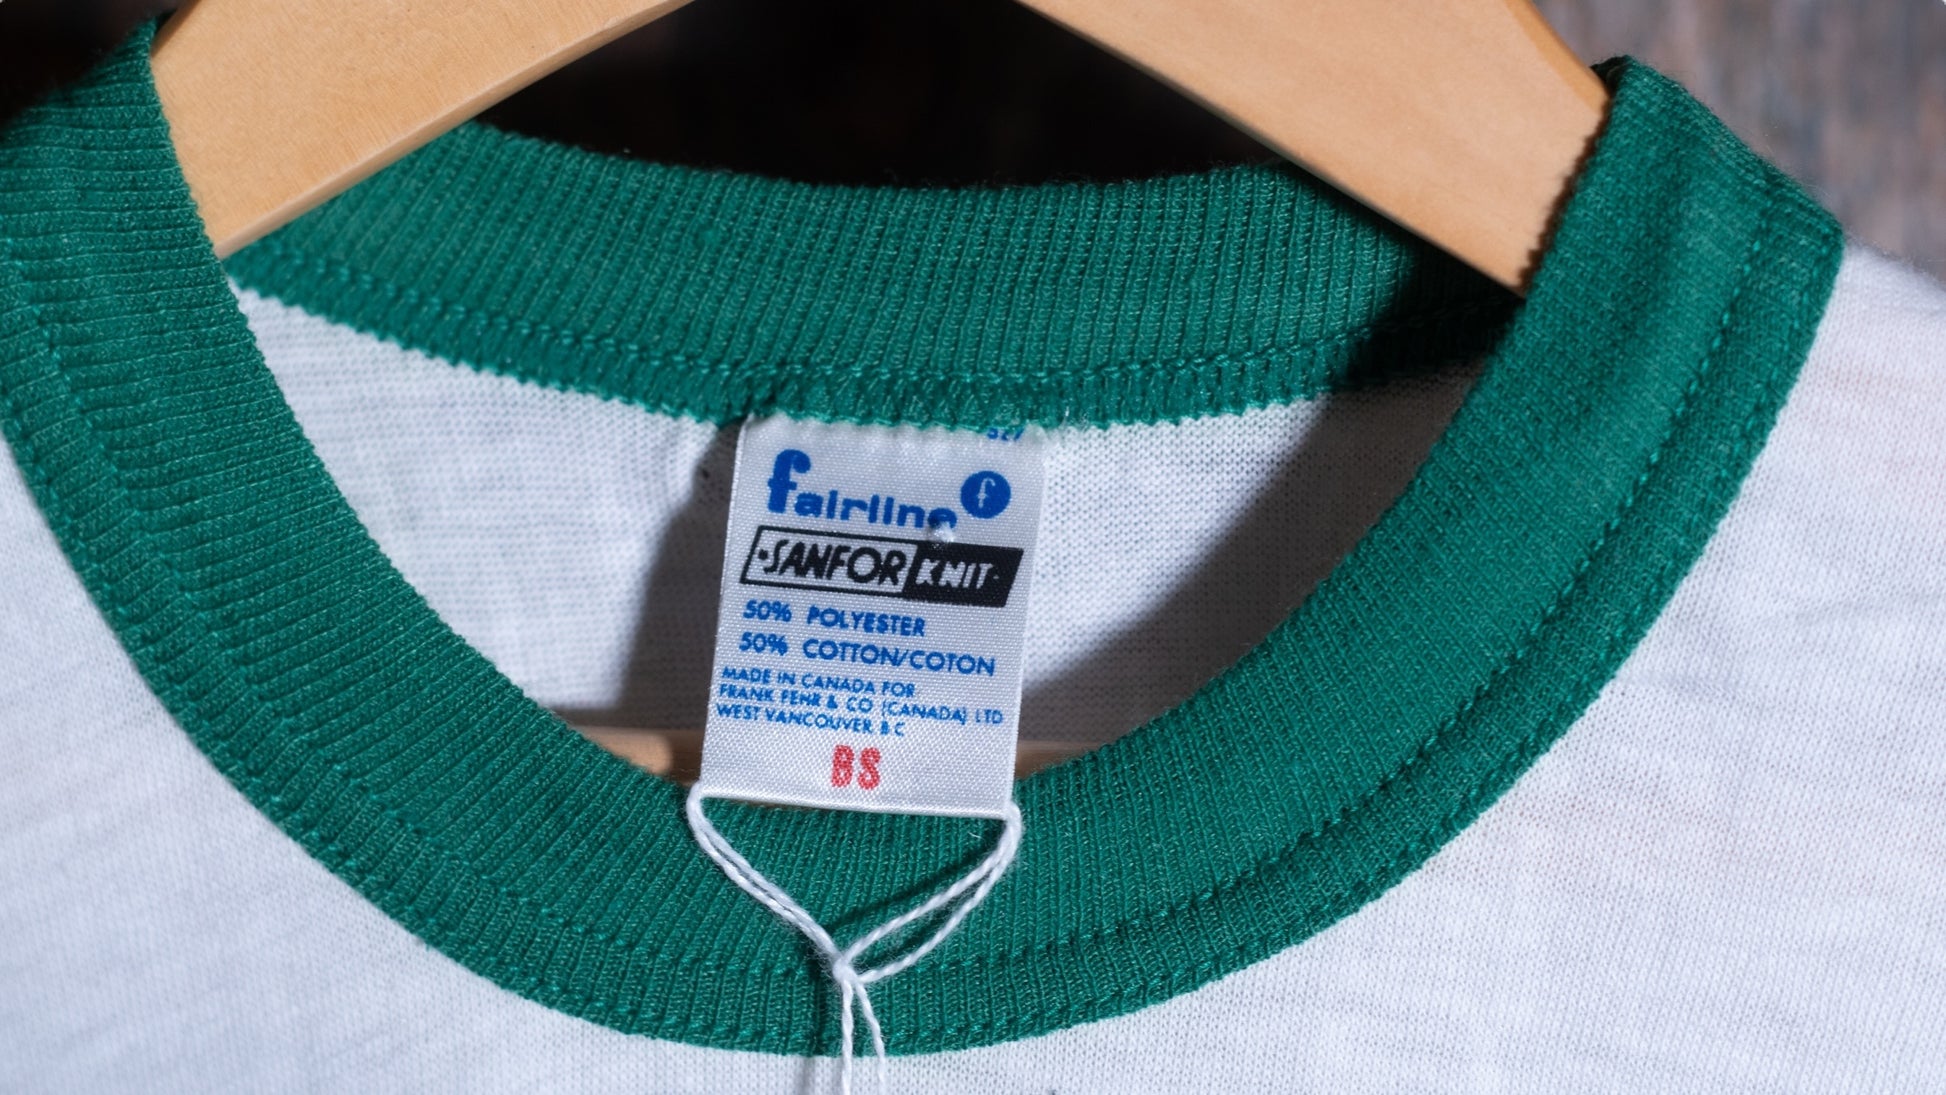 fairline f
SANFOR KNIT
50% POLYESTER
50% COTTON/COTON
MADE IN CANADA FOR
FRANK FENR & CO (CANADA) LTD
WEST VANCOUVER B C
BS